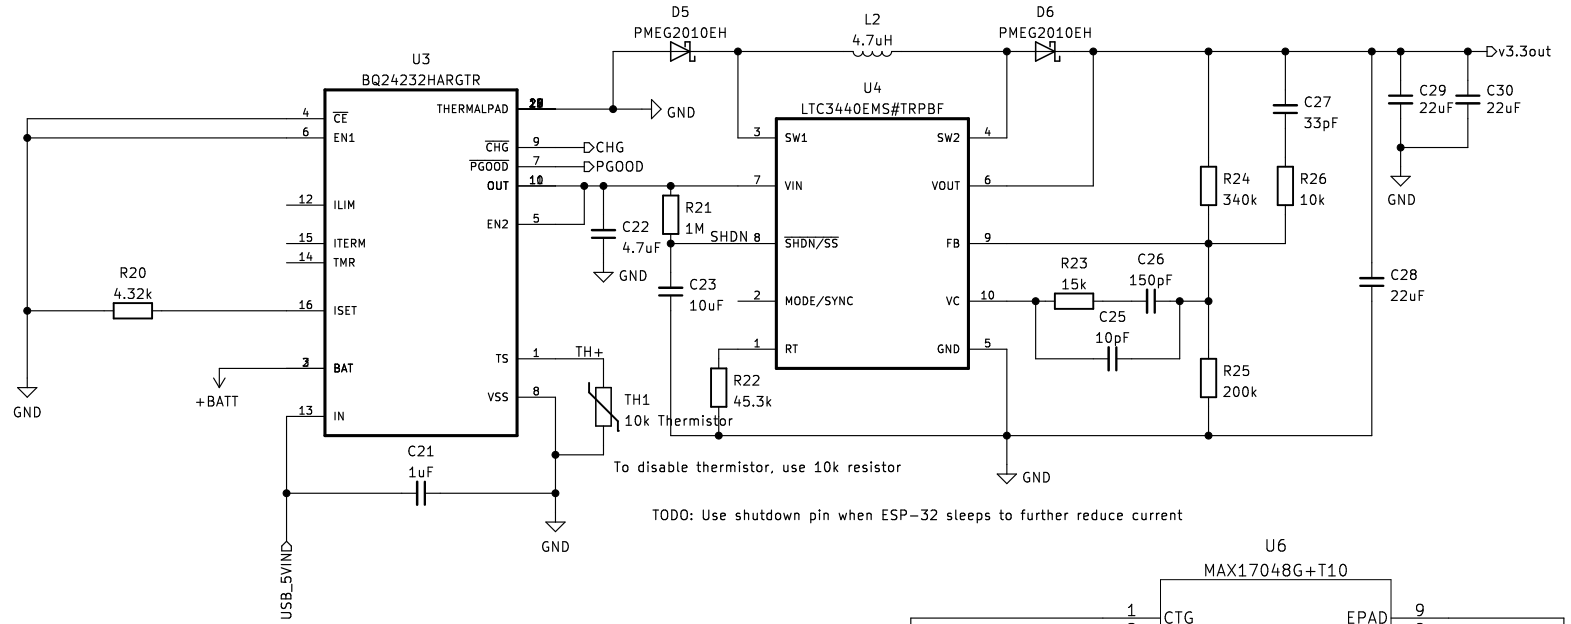 D5
PMEG2010EH
L2
4.7uH
D6
PMEG2010EH
v3.3out
U3
BQ24232HARGTR
4
CE
6
EN1
12
ILIM
15
ITERM
14
TMR
16
ISET
BAT
13
IN
THERMALPAD
GND
9
CHG
CHG
7
PGOOD
PGOOD
OUT
5
EN2
1
TS
TH+
8
VSS
R20
4.32k
GND
+BATT
C21
1uF
USB_5VIN
GND
TH1
10k Thermistor
C22
4.7uF
GND
R21
1M
SHDN
C23
10uF
U4
LTC3440EMS#TRPBF
3
SW1
7
VIN
8
SHDN/SS
2
MODE/SYNC
1
RT
SW2
4
VOUT
6
FB
9
VC
10
GND
5
R22
45.3k
R23
15k
C26
150pF
C25
10pF
R24
340k
R25
200k
C27
33pF
R26
10k
C28
22uF
C29
22uF
C30
22uF
GND
GND
To disable thermistor, use 10k resistor
TODO: Use shutdown pin when ESP-32 sleeps to further reduce current
U6
MAX17048G+T10
1
CTG
EPAD
9